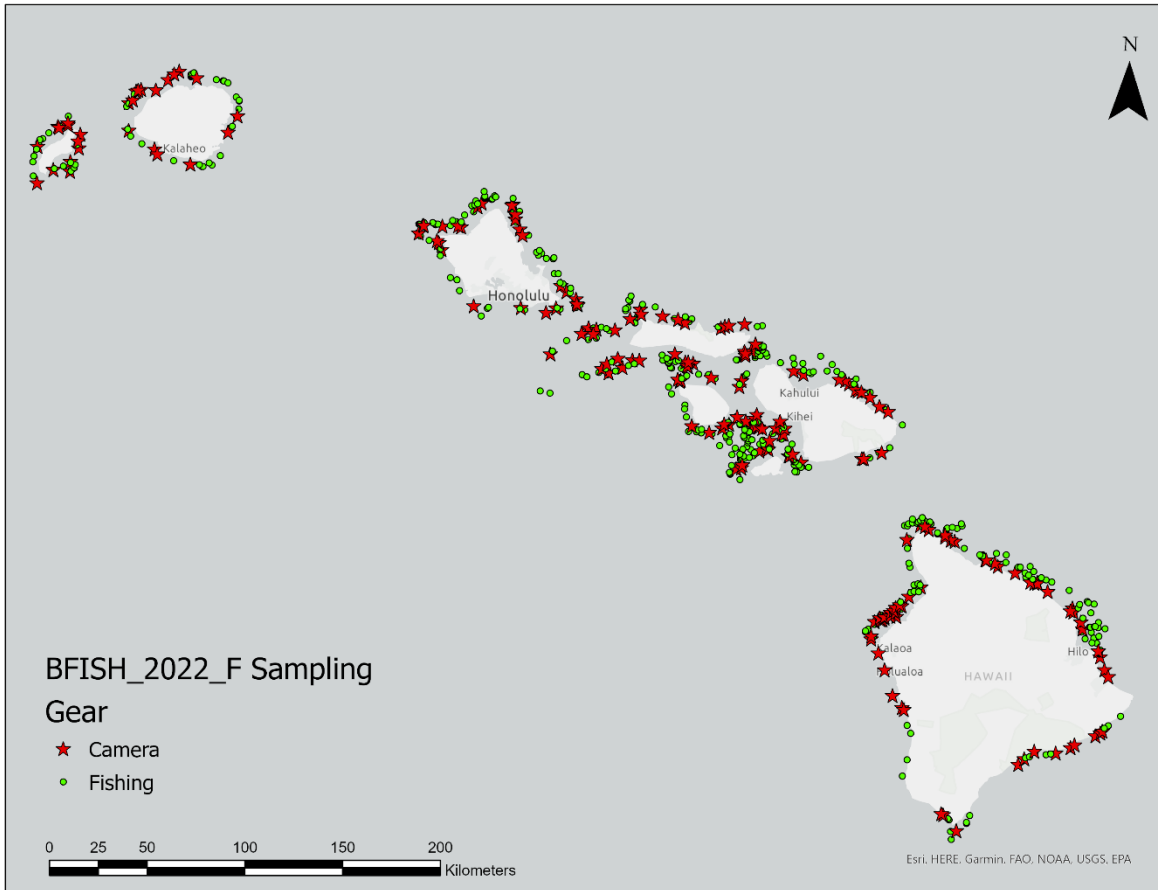 N
Kalaheo
Honolulu
Kahului
Kihei
Kalaoa
Hilo
HAWAII
BFISH_2022_F Sampling
Gear
Camera
Fishing
0 25 50 100 150 200
Kilometers
Esri, HERE, Garmin, FAO, NOAA, USGS, EPA